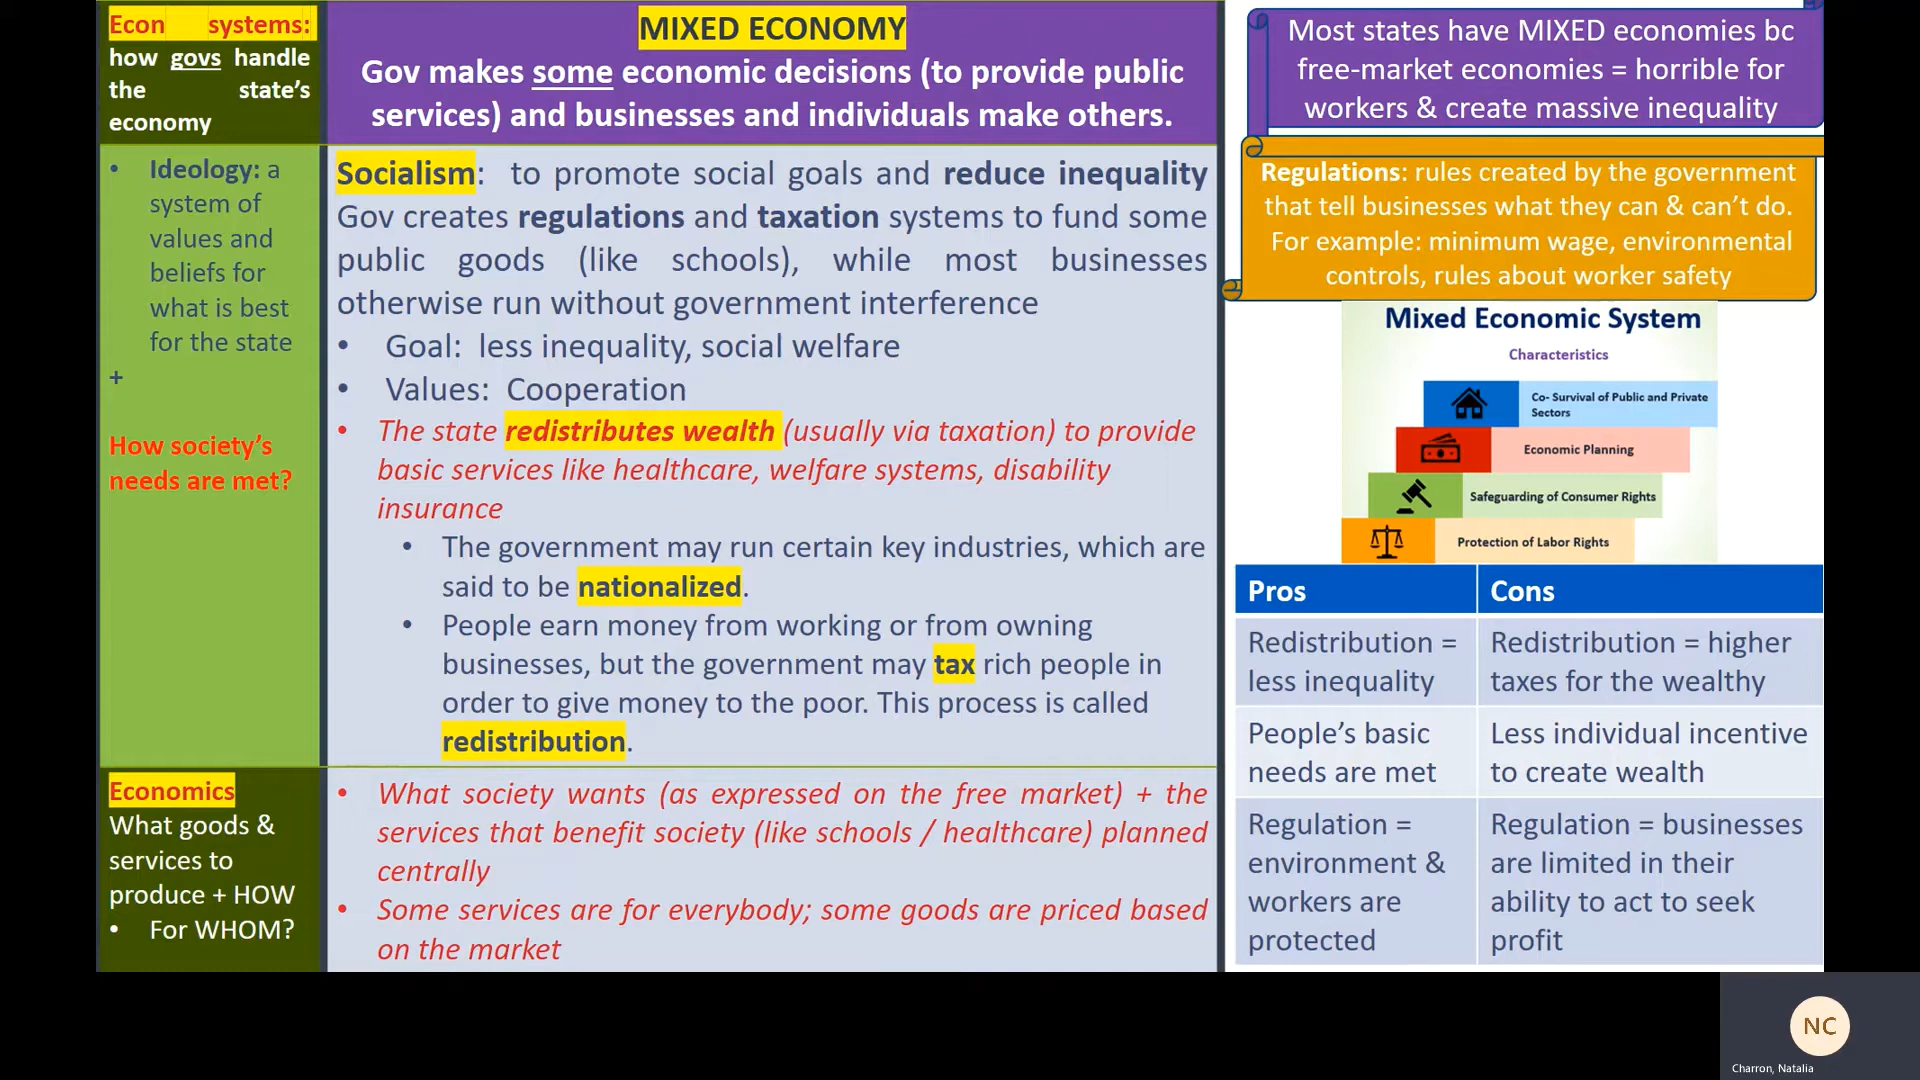 Econ systems:
how govs handle
the state's
economy
MIXED ECONOMY
Gov makes some economic decisions (to provide public
services) and businesses and individuals make others.
• Ideology: a
system of
values and
beliefs for
what is best
for the state
+
How society's
needs are met?
Socialism: to promote social goals and reduce inequality
Gov creates regulations and taxation systems to fund some
public goods (like schools), while most businesses
otherwise run without government interference
• Goal: less inequality, social welfare
• Values: Cooperation
• The state redistributes wealth (usually via taxation) to provide
basic services like healthcare, welfare systems, disability
insurance
• The government may run certain key industries, which are
said to be nationalized.
• People earn money from working or from owning
businesses, but the government may tax rich people in
order to give money to the poor. This process is called
redistribution.
Economics
What goods &
services to
produce + HOW
• For WHOM?
• What society wants (as expressed on the free market) + the
services that benefit society (like schools / healthcare) planned
centrally
• Some services are for everybody; some goods are priced based
on the market
Most states have MIXED economies bc
free-market economies = horrible for
workers & create massive inequality
Regulations: rules created by the government
that tell businesses what they can & can't do.
For example: minimum wage, environmental
controls, rules about worker safety
Mixed Economic System
Characteristics
Co- Survival of Public and Private
Sectors
Economic Planning
Safeguarding of Consumer Rights
Protection of Labor Rights
Pros
Cons
Redistribution =
less inequality
Redistribution = higher
taxes for the wealthy
People's basic
needs are met
Less individual incentive
to create wealth
Regulation =
environment &
workers are
protected
Regulation = businesses
are limited in their
ability to act to seek
profit
NC
Charron, Natalia